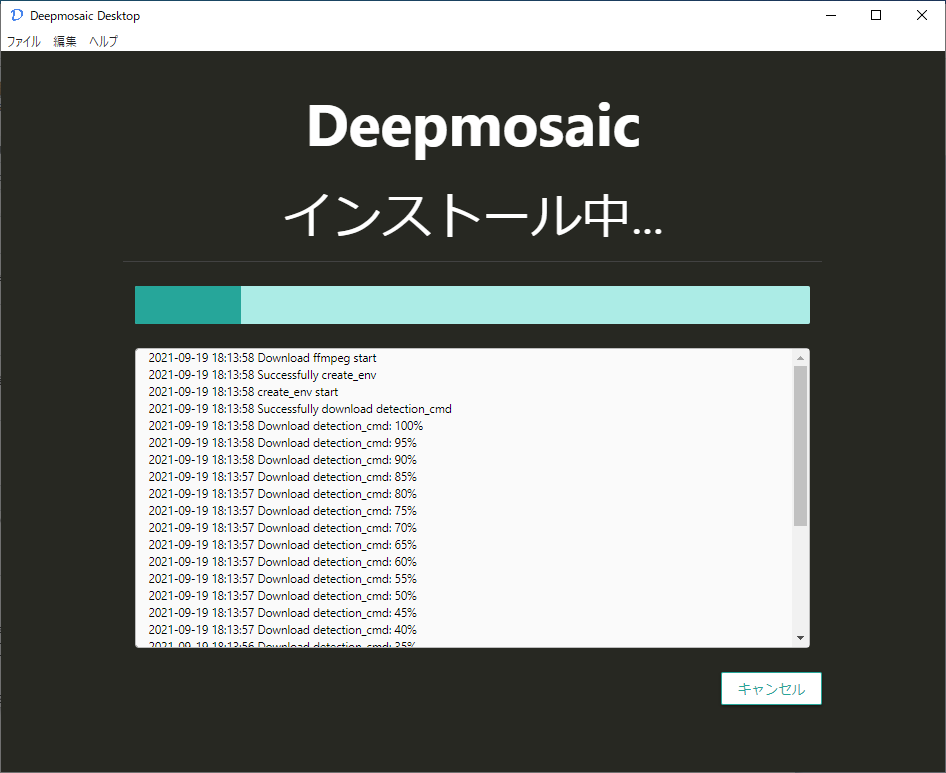 Deepmosaic Desktop
ファイル 編集 ヘルプ
Deepmosaic
インストール中...
2021-09-19 18:13:58 Download ffmpeg start
2021-09-19 18:13:58 Successfully create_env
2021-09-19 18:13:58 create_env start
2021-09-19 18:13:58 Successfully download detection_cmd
2021-09-19 18:13:58 Download detection_cmd: 100%
2021-09-19 18:13:58 Download detection_cmd: 95%
2021-09-19 18:13:58 Download detection_cmd: 90%
2021-09-19 18:13:57 Download detection_cmd: 85%
2021-09-19 18:13:57 Download detection_cmd: 80%
2021-09-19 18:13:57 Download detection_cmd: 75%
2021-09-19 18:13:57 Download detection_cmd: 70%
2021-09-19 18:13:57 Download detection_cmd: 65%
2021-09-19 18:13:57 Download detection_cmd: 60%
2021-09-19 18:13:57 Download detection_cmd: 55%
2021-09-19 18:13:57 Download detection_cmd: 50%
2021-09-19 18:13:57 Download detection_cmd: 45%
2021-09-19 18:13:57 Download detection_cmd: 40%
2021-09-19 18:13:56 Download detection_cmd: 35%
キャンセル